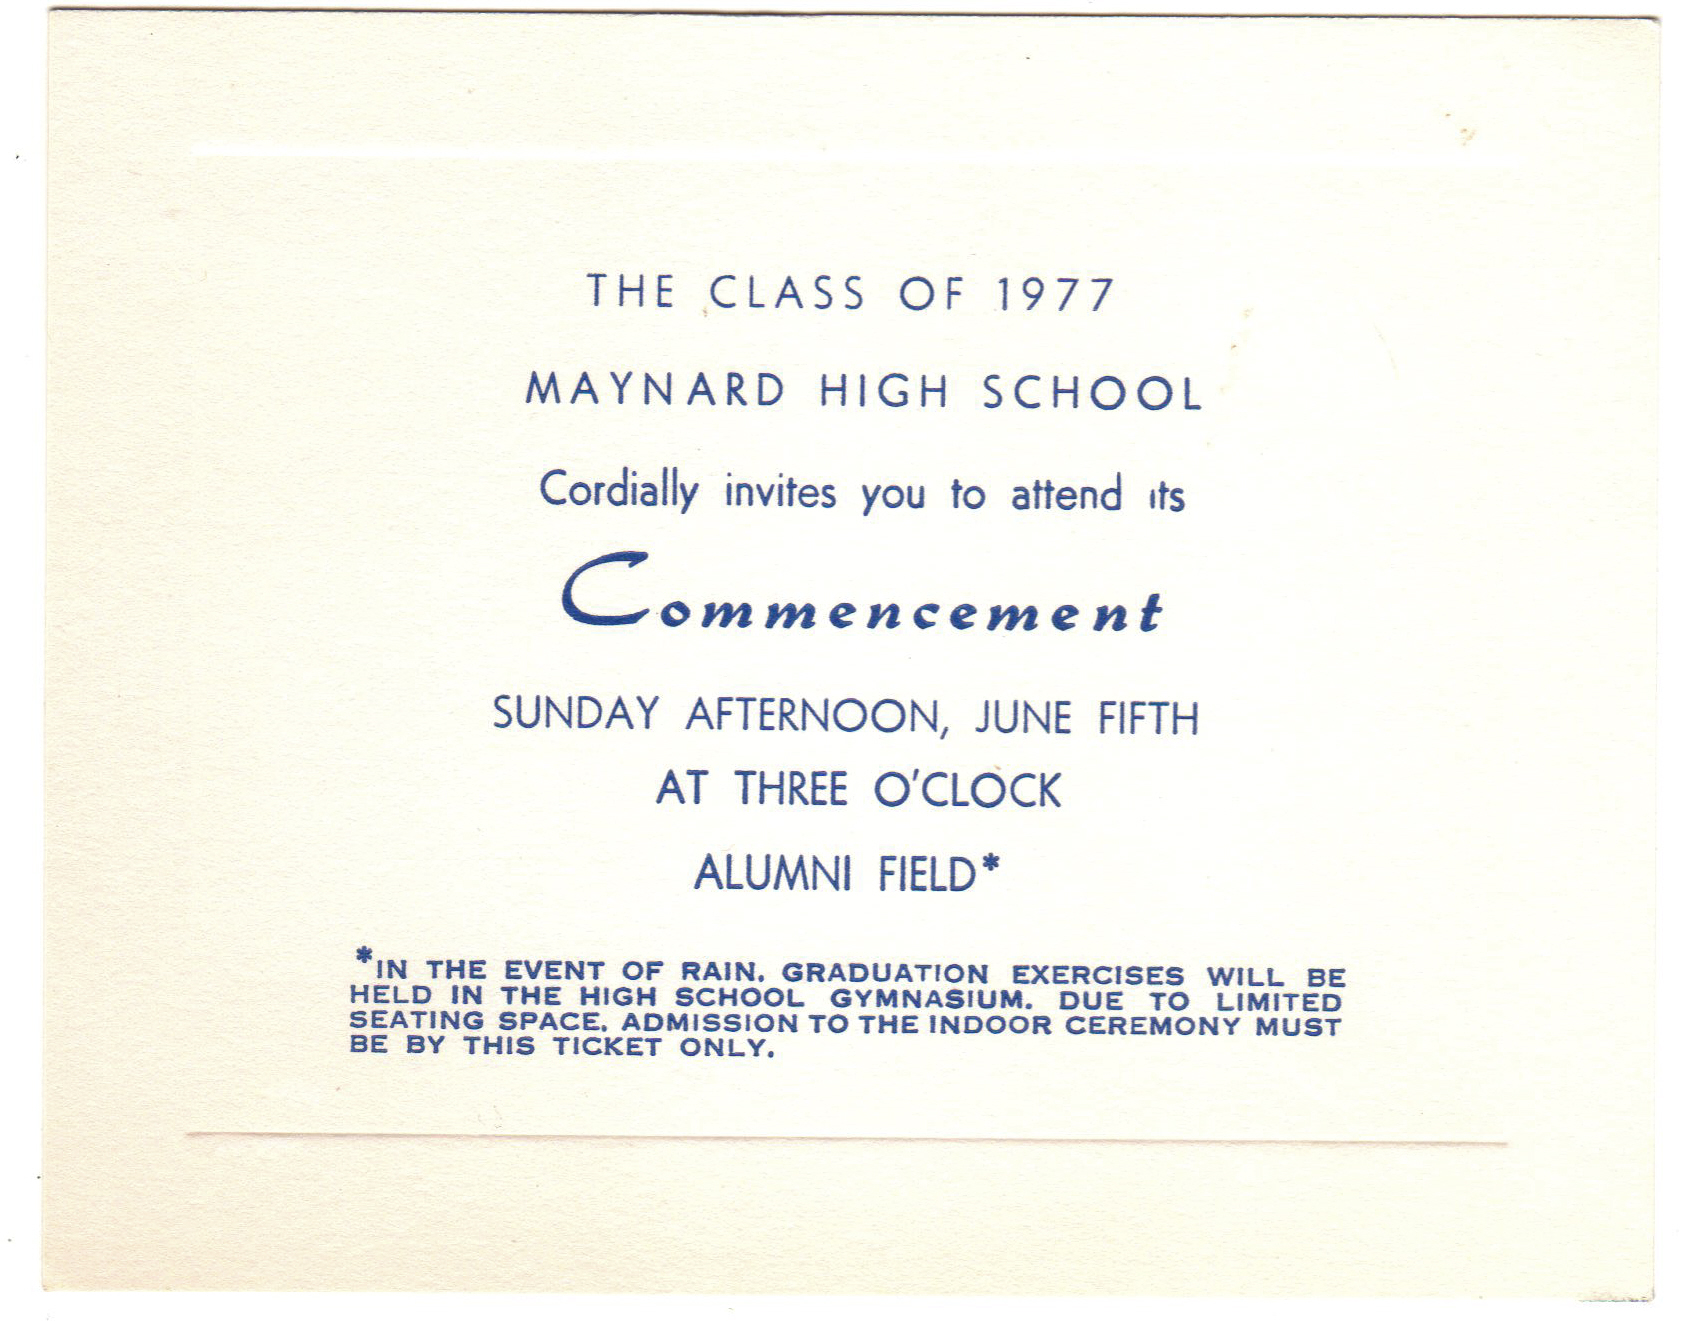 THE CLASS OF 1977
MAYNARD HIGH SCHOOL
Cordially invites you to attend its
Commencement
SUNDAY AFTERNOON, JUNE FIFTH
AT THREE O'CLOCK
ALUMNI FIELD*
*IN THE EVENT OF RAIN. GRADUATION EXERCISES WILL BE
HELD IN THE HIGH SCHOOL GYMNASIUM. DUE TO LIMITED
SEATING SPACE. ADMISSION TO THE INDOOR CEREMONY MUST
BE BY THIS TICKET ONLY.